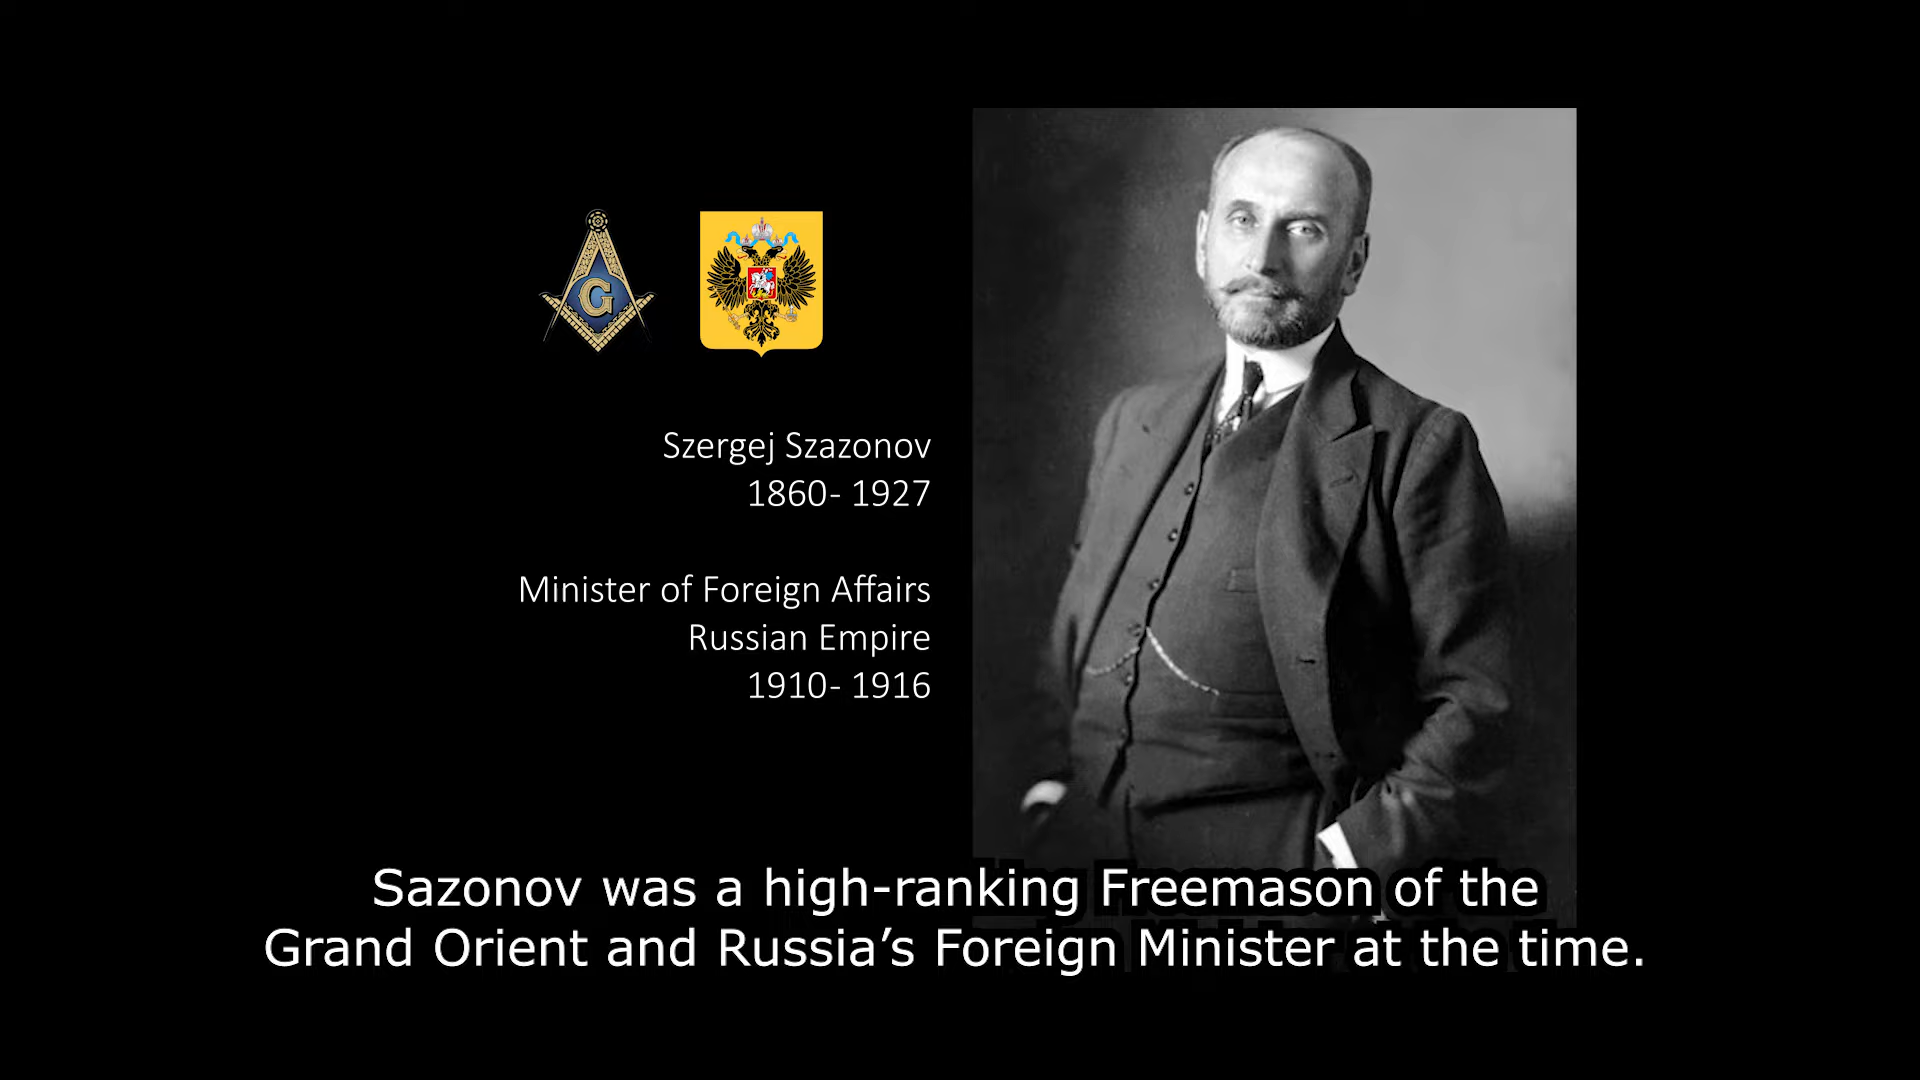 G
Szergej Szazonov
1860- 1927
Minister of Foreign Affairs
Russian Empire
1910- 1916
Sazonov was a high-ranking Freemason of the
Grand Orient and Russia’s Foreign Minister at the time.